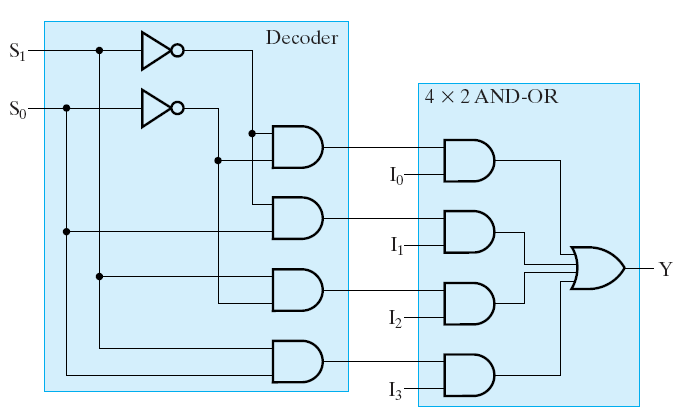 Decoder
S₁
S₀
4 × 2 AND-OR
I₀
I₁
I₂
I₃
Y